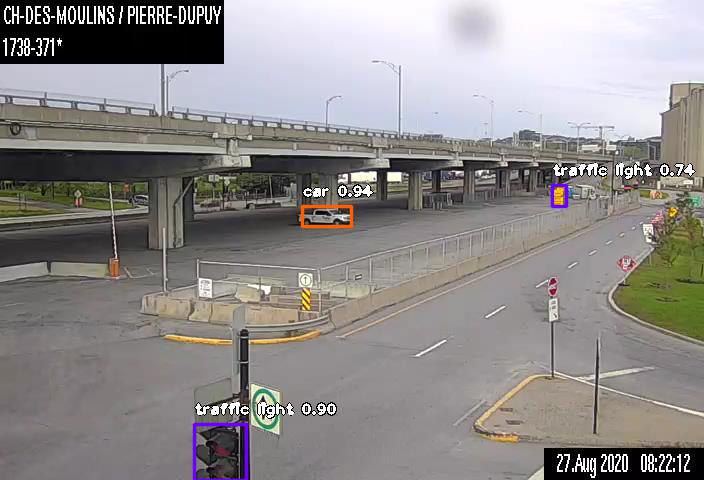 CH-DES-MOULINS / PIERRE-DUPUY
1738-371*
traffic light 0.74
car 0.94
traffic light 0.90
27.Aug 2020 08:22:12